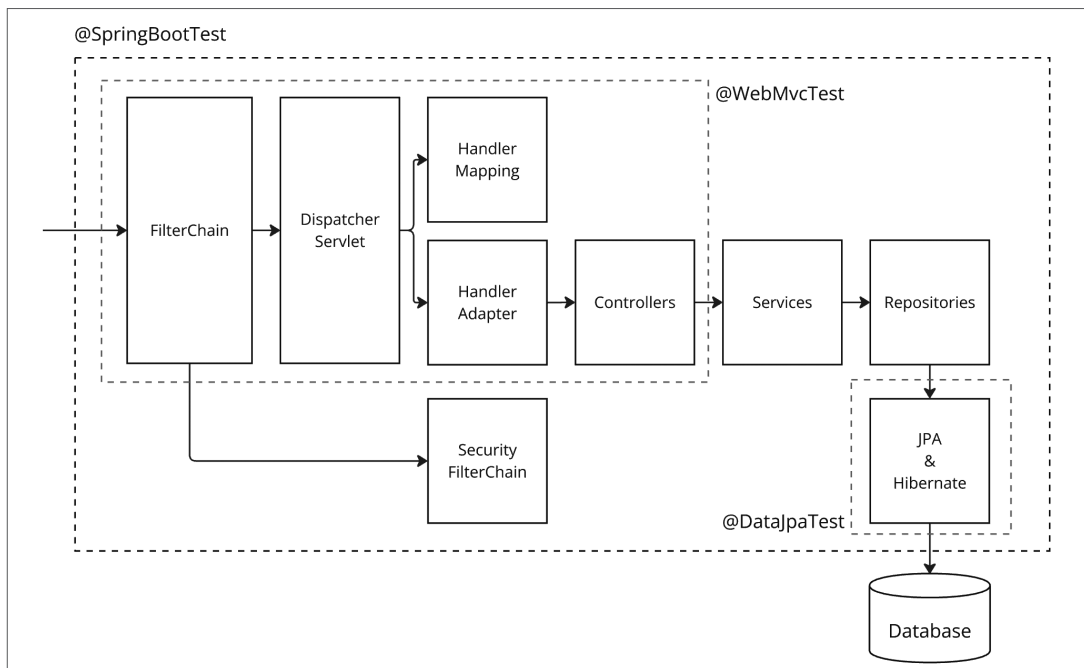 @SpringBootTest
@WebMvcTest
FilterChain
Dispatcher
Servlet
Handler
Mapping
Handler
Adapter
Controllers
Services
Repositories
Security
FilterChain
JPA
&
Hibernate
@DataJpaTest
Database